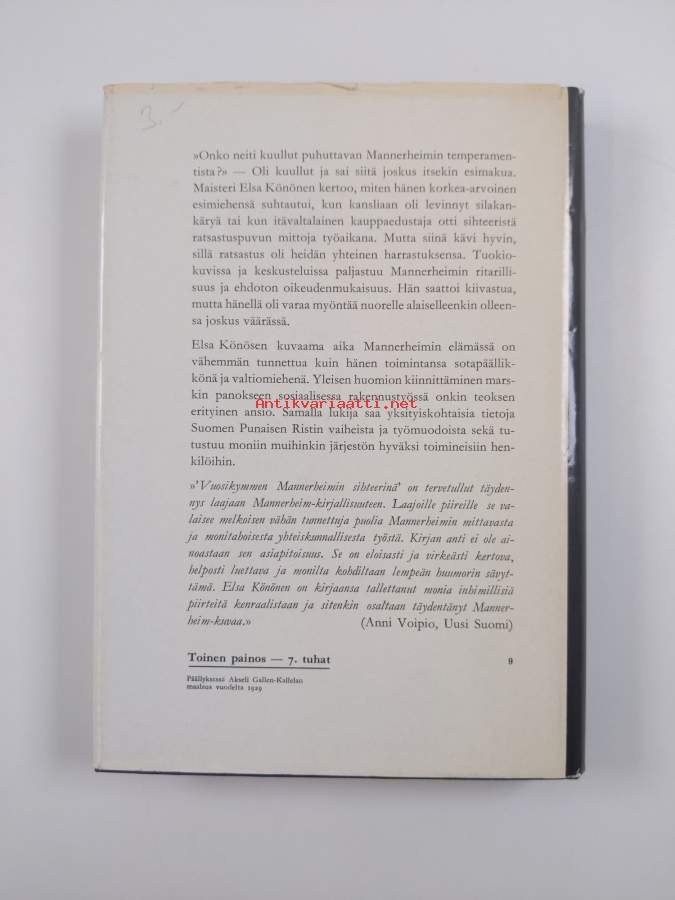 3.-
»Onko neiti kuullut puhuttavan Mannerheimin temperamen-
tista?» — Oli kuullut ja sai siitä joskus itsekin esimakua.
Maisteri Elsa Könönen kertoo, miten hänen korkea-arvoinen
esimiehensä suhtautui, kun kansliaan oli levinnyt silakan-
käryä tai kun itävaltalainen kauppaedustaja otti sihteeristä
ratsastuspuvun mittoja työaikana. Mutta siinä kävi hyvin,
sillä ratsastus oli heidän yhteinen harrastuksensa. Tuokio-
kuvissa ja keskusteluissa paljastuu Mannerheimin ritarilli-
suus ja ehdoton oikeudenmukaisuus. Hän saattoi kiivastua,
mutta hänellä oli varaa myöntää nuorelle alaiselleenkin olleen-
sa joskus väärässä.
Elsa Könösen kuvaama aika Mannerheimin elämässä on
vähemmän tunnettua kuin hänen toimintansa sotapäällik-
könä ja valtiomiehenä. Yleisen huomion kiinnittäminen mars-
kin panokseen sosiaalisessa rakennustyössä onkin teoksen
Antikvariaatti.net
erityinen ansio. Samalla lukija saa yksityiskohtaisia tietoja
Suomen Punaisen Ristin vaiheista ja työmuodoista sekä tu-
tustuu moniin muihinkin järjestön hyväksi toimineisiin hen-
kilöihin.
»'Vuosikymmen Mannerheimin sihteerinä' on tervetullut täyden-
nys laajaan Mannerheim-kirjallisuuteen. Laajoille piireille se va-
laisee melkoisen vähän tunnettuja puolia Mannerheimin mittavasta
ja monitahoisesta yhteiskunnallisesta työstä. Kirjan anti ei ole ai-
noastaan sen asiapitoisuus. Se on eloisasti ja virkeästi kertova,
helposti luettava ja monilta kohdiltaan lempeän huumorin sävyt-
tämä. Elsa Könönen on kirjaansa tallettanut monia inhimillisiä
piirteitä kenraalistaan ja sitenkin osaltaan täydentänyt Manner-
heim-kuvaa.» (Anni Voipio, Uusi Suomi)
Toinen painos — 7. tuhat 9
Päällyksessä Akseli Gallen-Kallelan
maalaus vuodelta 1929